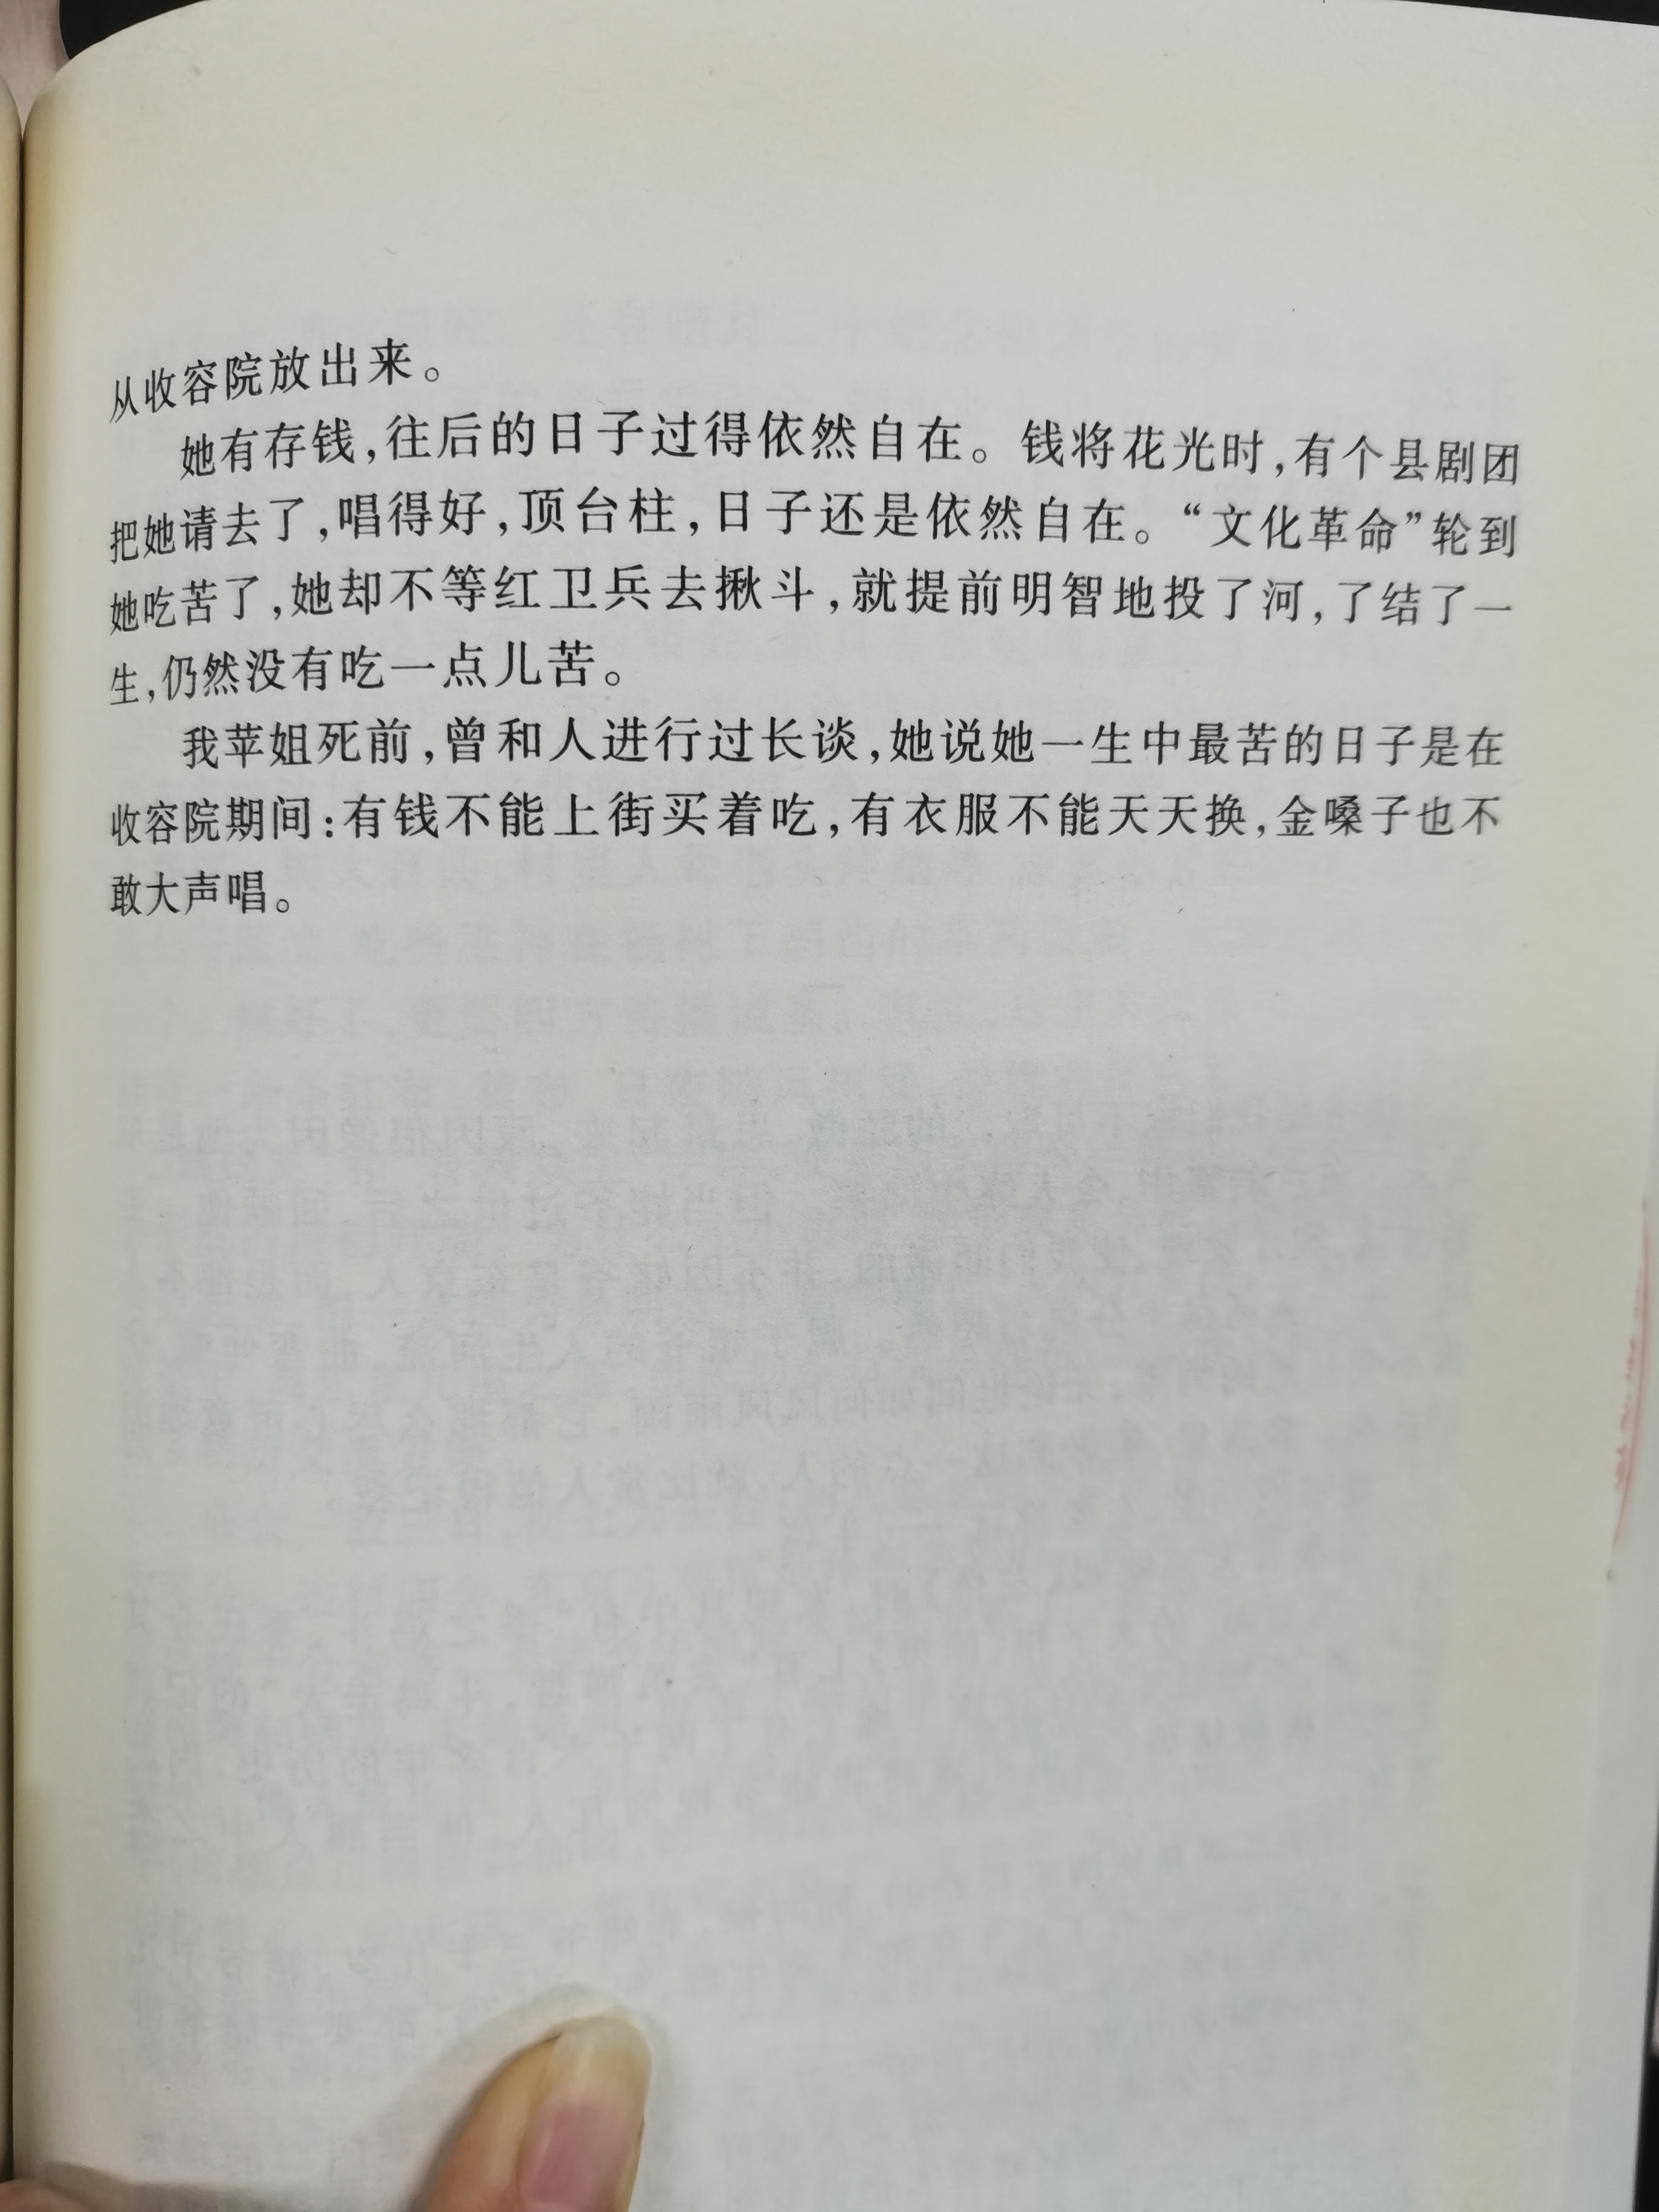 从收容院放出来。
她有存钱,往后的日子过得依然自在。钱将花光时,有个县剧团
把她请去了,唱得好,顶台柱,日子还是依然自在。“文化革命”轮到
她吃苦了,她却不等红卫兵去揪斗,就提前明智地投了河,了结了一
生,仍然没有吃一点儿苦。
我苹姐死前,曾和人进行过长谈,她说她一生中最苦的日子是在
收容院期间:有钱不能上街买着吃,有衣服不能天天换,金嗓子也不
敢大声唱。